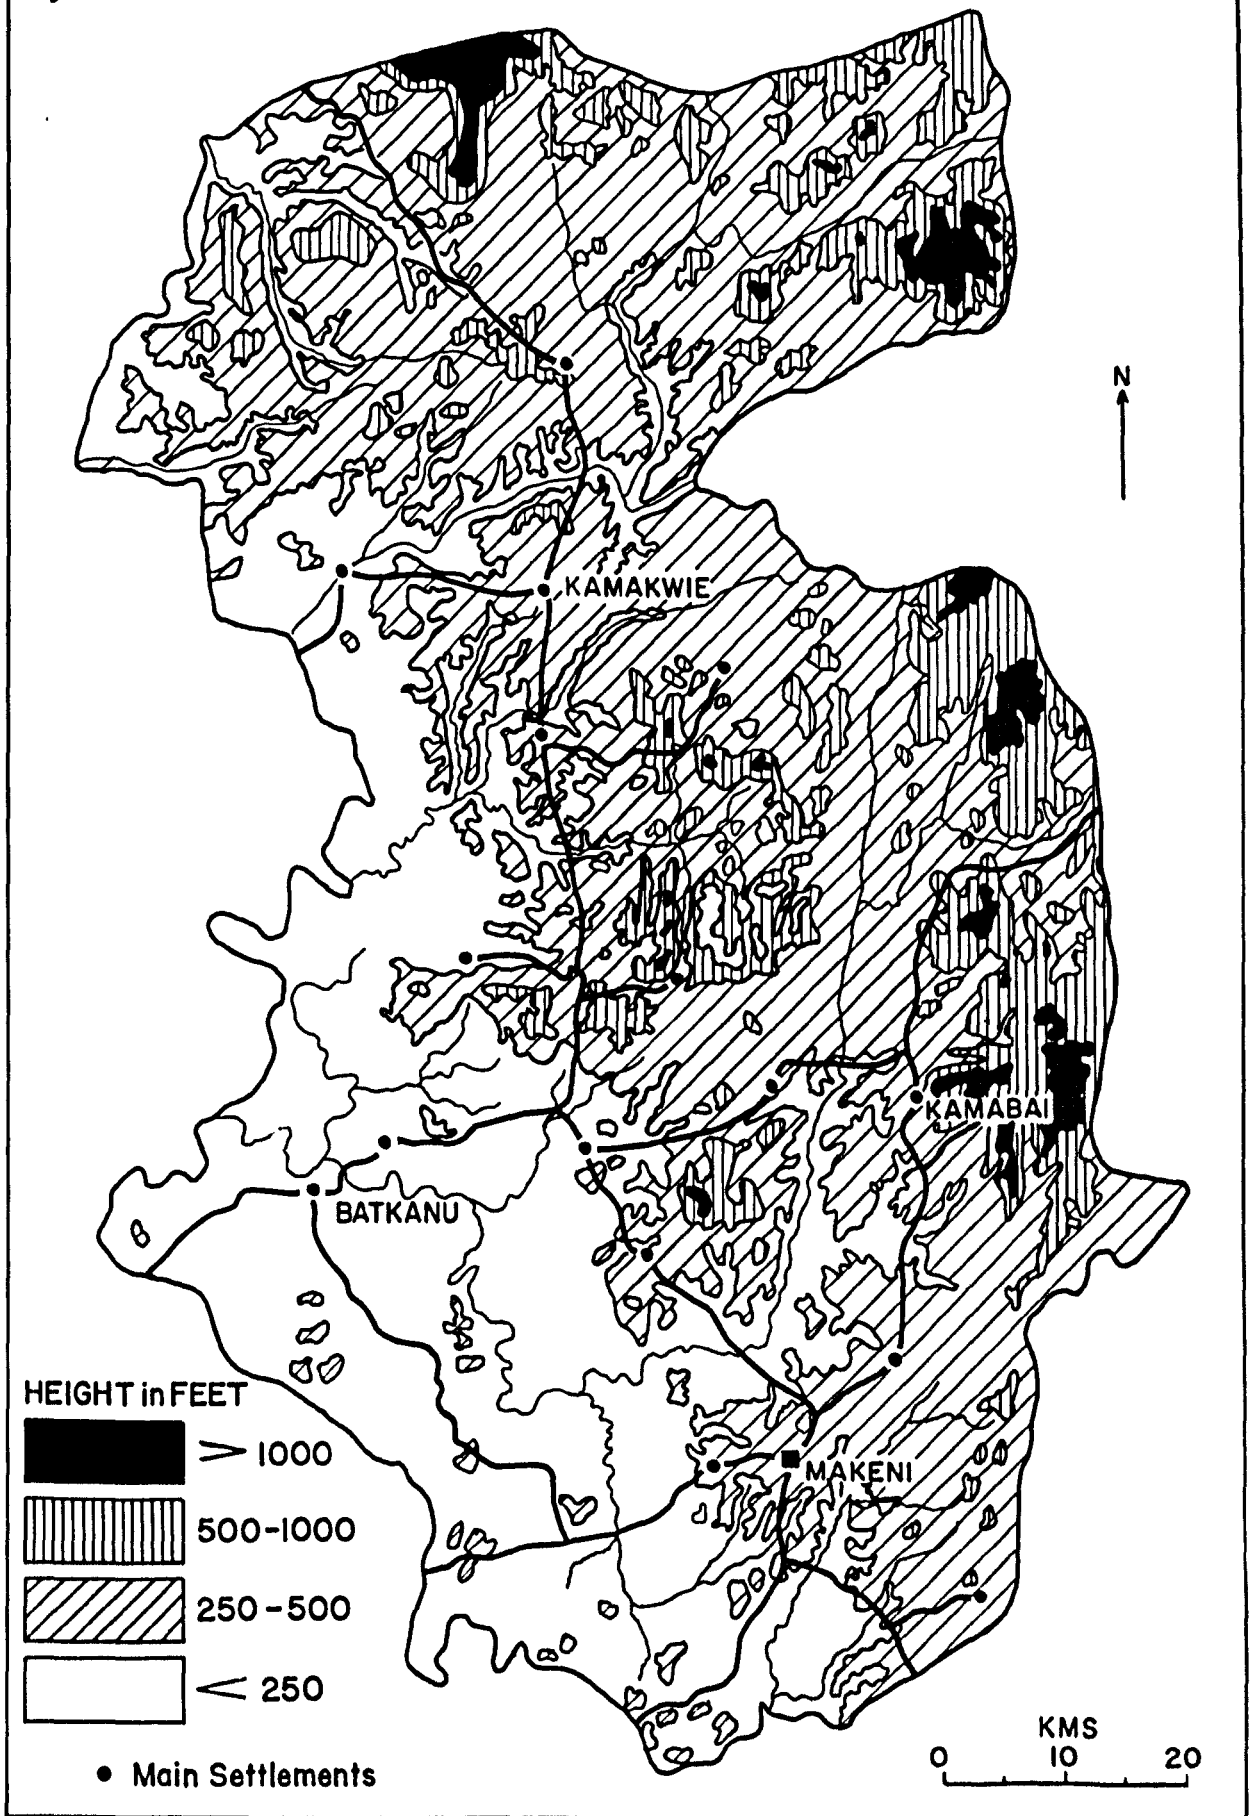 N
KAMAKWIE
KAMABAI
BATKANU
MAKENI
HEIGHT in FEET
> 1000
500-1000
250-500
< 250
• Main Settlements
KMS
0 10 20